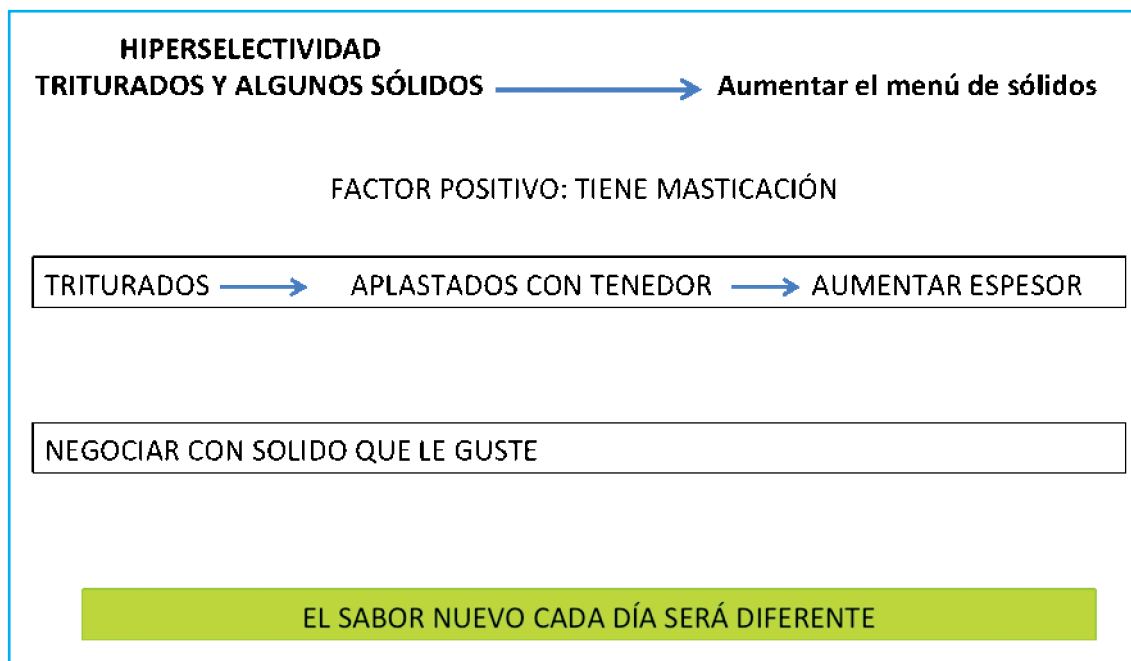 HIPERSELECTIVIDAD
TRITURADOS Y ALGUNOS SÓLIDOS Aumentar el menú de sólidos
FACTOR POSITIVO: TIENE MASTICACIÓN
TRITURADOS APLASTADOS CON TENEDOR AUMENTAR ESPESOR
NEGOCIAR CON SOLIDO QUE LE GUSTE
EL SABOR NUEVO CADA DÍA SERÁ DIFERENTE